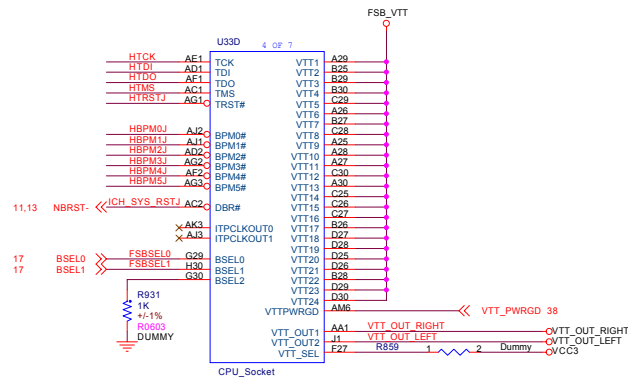 FSB_VTT
U33D 4 OF 7
HTCK AE1 TCK VTT1 A29
HTDI AD1 TDI VTT2 B25
HTDO AF1 TDO VTT3 B29
HTMS AC1 TMS VTT4 B30
HTRSTJ AG1 TRST# VTT5 C29
VTT6 A26
VTT7 B27
HBPM0J AJ2 BPM0# VTT8 C28
HBPM1J AJ1 BPM1# VTT9 A25
HBPM2J AD2 BPM2# VTT10 A28
HBPM3J AG2 BPM3# VTT11 A27
HBPM4J AF2 BPM4# VTT12 C30
HBPM5J AG3 BPM5# VTT13 A30
VTT14 C25
11,13 NBRST- ICH_SYS_RSTJ AC2 DBR# VTT15 C26
VTT16 C27
AK3 ITPCLKOUT0 VTT17 B26
AJ3 ITPCLKOUT1 VTT18 D27
VTT19 D28
17 BSEL0 FSBSEL0 G29 BSEL0 VTT20 D25
17 BSEL1 FSBSEL1 H30 BSEL1 VTT21 D26
G30 BSEL2 VTT22 B28
VTT23 D29
VTT24 D30
VTTPWRGD AM6 VTT_PWRGD 38
R931
1K
+/-1%
R0603
DUMMY
VTT_OUT1 AA1 VTT_OUT_RIGHT VTT_OUT_RIGHT
VTT_OUT2 J1 VTT_OUT_LEFT VTT_OUT_LEFT
VTT_SEL F27 R859 1 2 Dummy VCC3
CPU_Socket